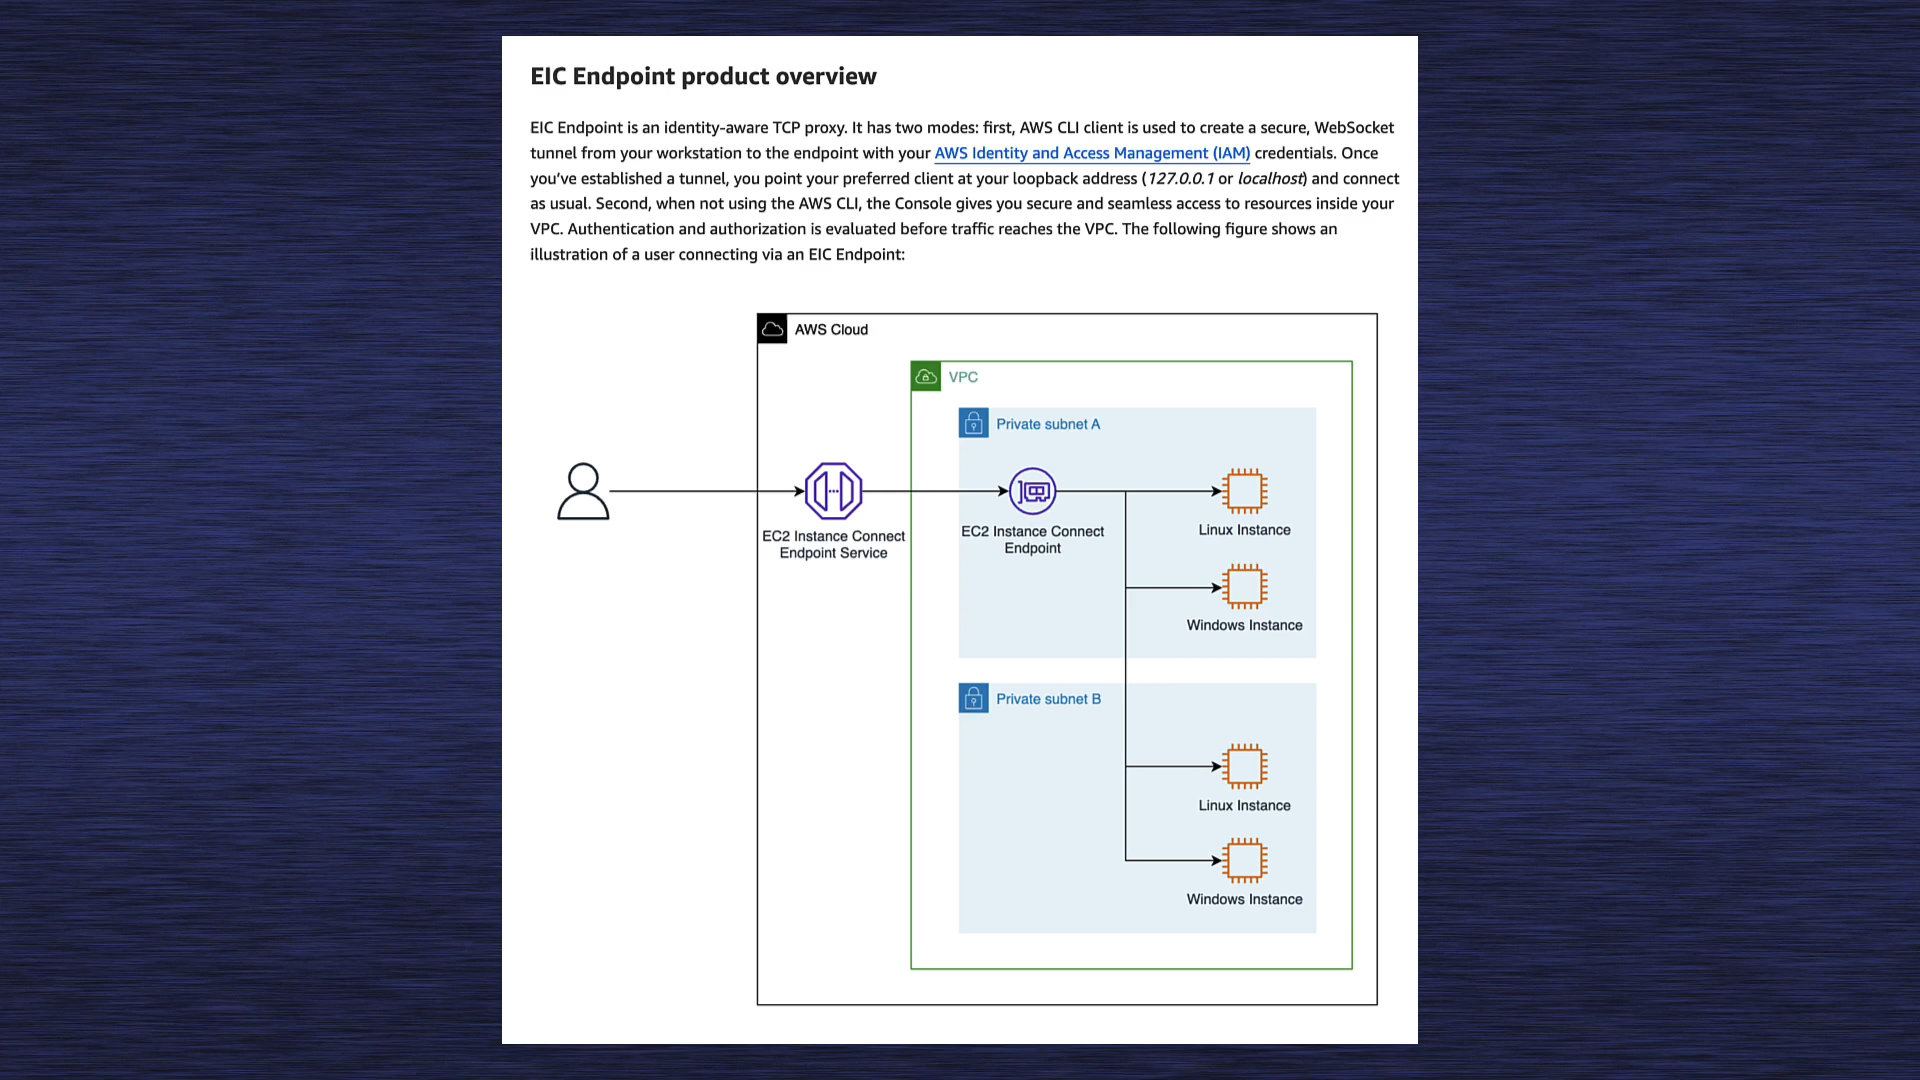 EIC Endpoint product overview
EIC Endpoint is an identity-aware TCP proxy. It has two modes: first, AWS CLI client is used to create a secure, WebSocket
tunnel from your workstation to the endpoint with your AWS Identity and Access Management (IAM) credentials. Once
you’ve established a tunnel, you point your preferred client at your loopback address (127.0.0.1 or localhost) and connect
as usual. Second, when not using the AWS CLI, the Console gives you secure and seamless access to resources inside your
VPC. Authentication and authorization is evaluated before traffic reaches the VPC. The following figure shows an
illustration of a user connecting via an EIC Endpoint:
AWS Cloud
VPC
Private subnet A
EC2 Instance Connect
Endpoint Service
EC2 Instance Connect
Endpoint
Linux Instance
Windows Instance
Private subnet B
Linux Instance
Windows Instance